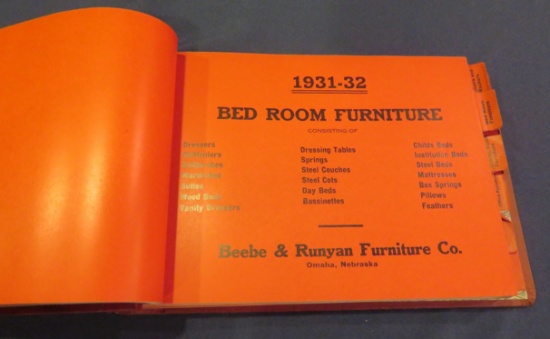 1931-32
BED ROOM FURNITURE
CONSISTING OF
Dressers Dressing Tables Childs Beds
Springs Institution Beds
Steel Couches Steel Beds
Steel Cots Mattresses
Day Beds Box Springs
Wood Beds Bassinettes Pillows
Vanity Dressers Feathers
Beebe & Runyan Furniture Co.
Omaha, Nebraska